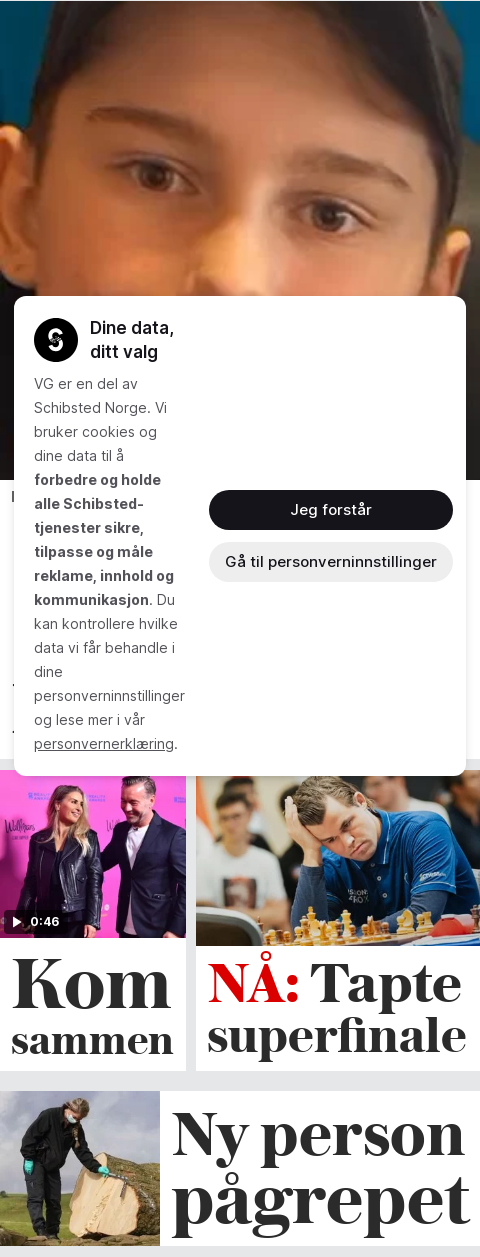 Dine data,
ditt valg
VG er en del av
Schibsted Norge. Vi
bruker cookies og
dine data til å
forbedre og holde
alle Schibsted-
tjenester sikre,
tilpasse og måle
reklame, innhold og
kommunikasjon. Du
kan kontrollere hvilke
data vi får behandle i
dine
personverninnstillinger
og lese mer i vår
personvernerklæring.
Jeg forstår
Gå til personverninnstillinger
0:46
Kom
sammen
NÅ: Tapte
superfinale
Ny person
pågrepet